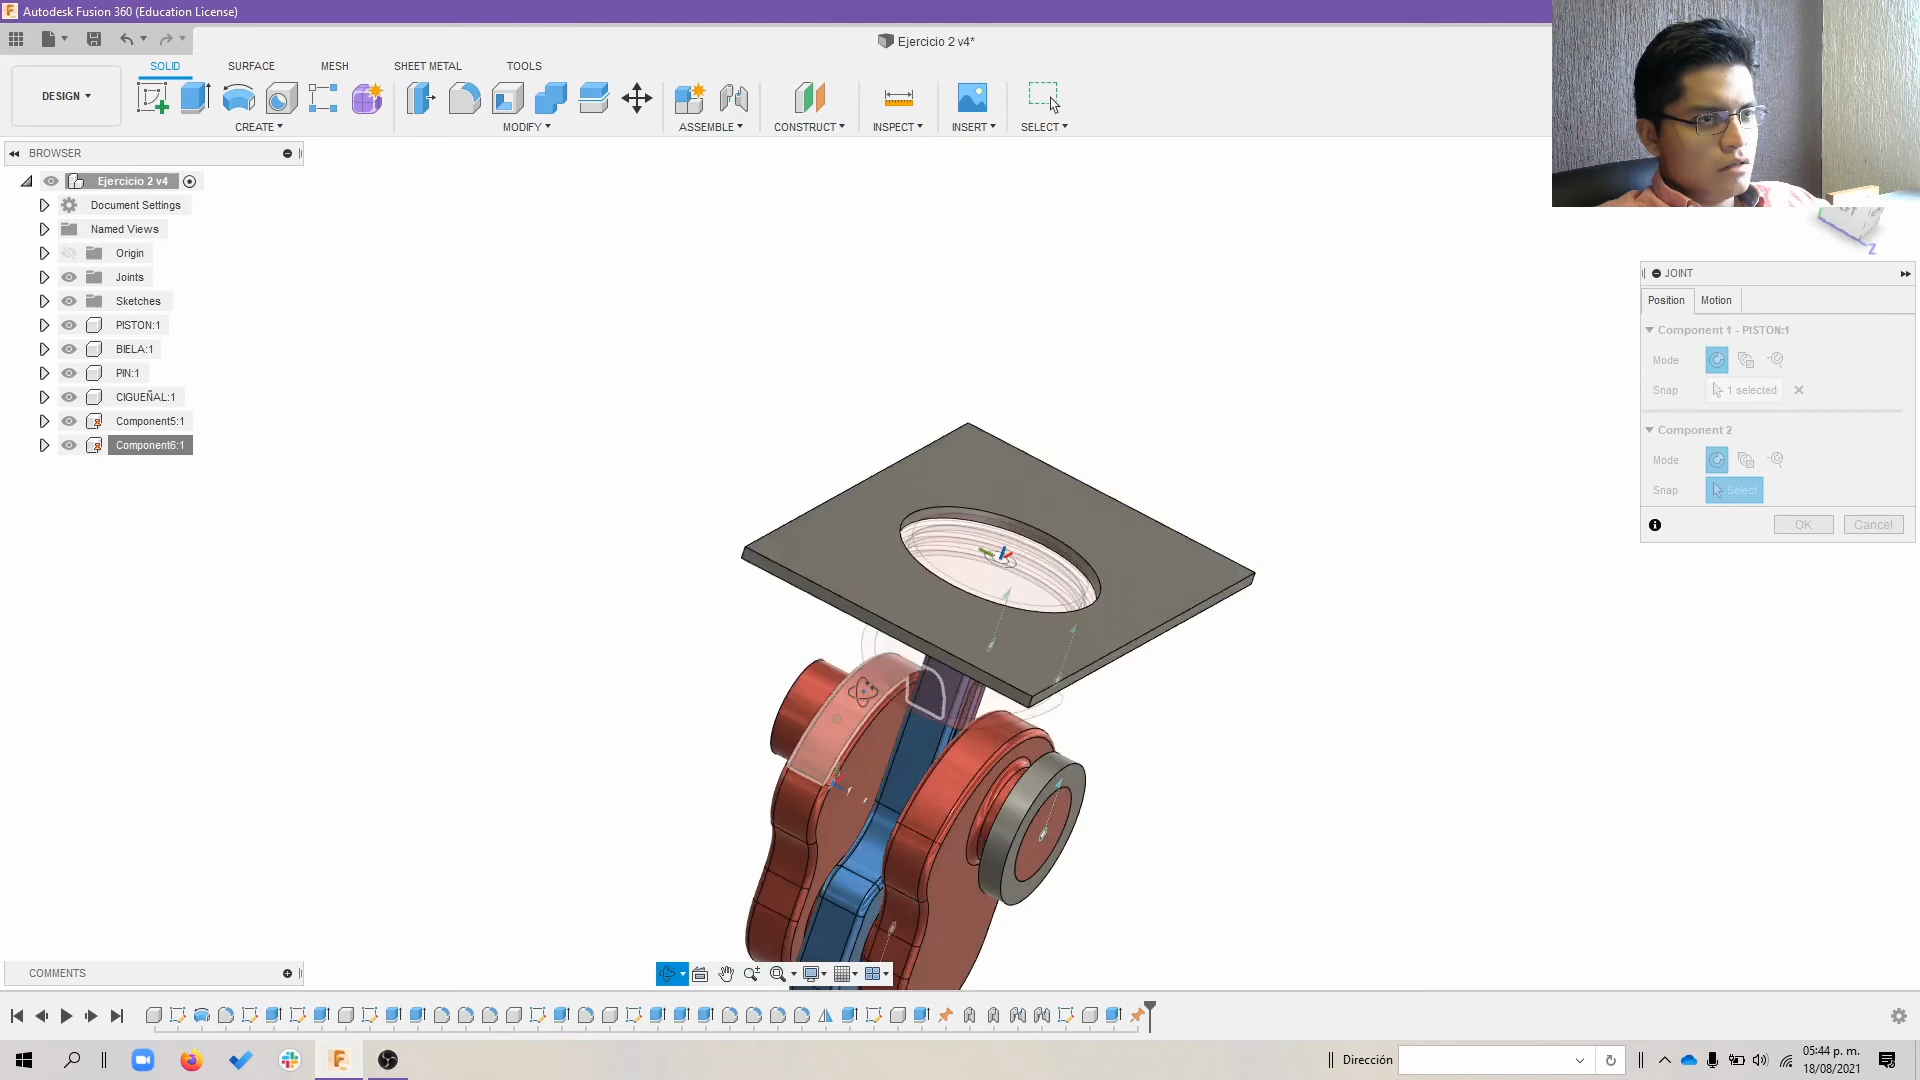 Autodesk Fusion 360 (Education License)
Ejercicio 2 v4*
DESIGN
SOLID SURFACE MESH SHEET METAL TOOLS
CREATE MODIFY ASSEMBLE CONSTRUCT INSPECT INSERT SELECT
BROWSER
Ejercicio 2 v4
Document Settings
Named Views
Origin
Joints
Sketches
PISTON:1
BIELA:1
PIN:1
CIGUEÑAL:1
Component5:1
Component6:1
Z
JOINT
Position Motion
Component 1 - PISTON:1
Mode
Snap 1 selected
Component 2
Mode
Snap Select
OK Cancel
COMMENTS
Dirección
05:44 p. m.
18/08/2021